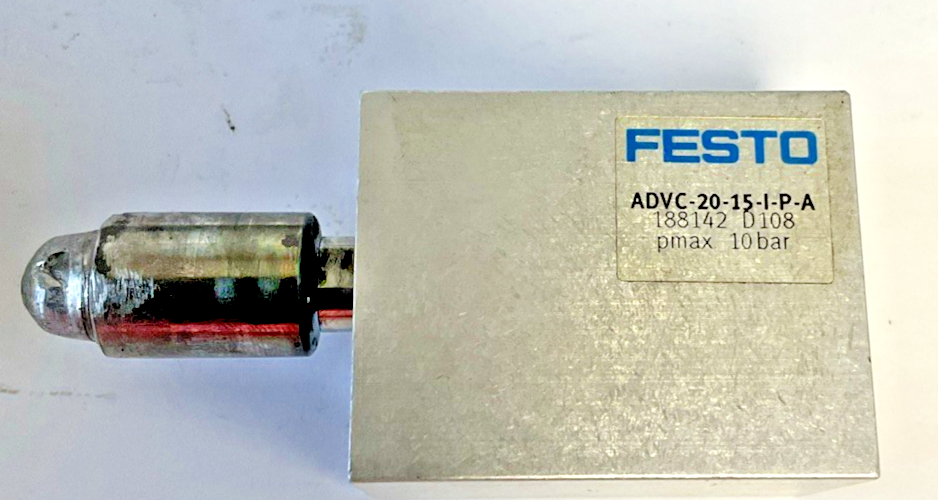 FESTO
ADVC-20-15-I-P-A
188142 D108
pmax 10bar